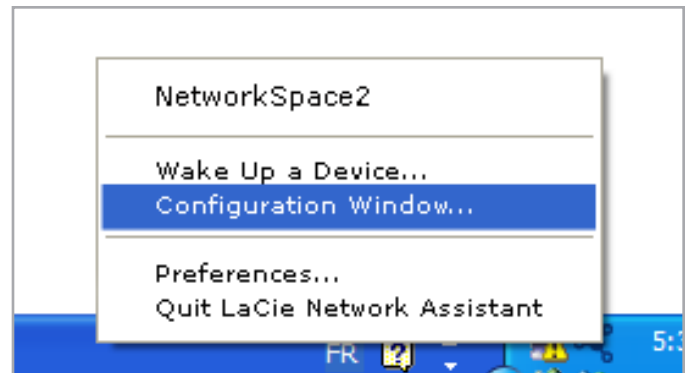 NetworkSpace2
Wake Up a Device...
Configuration Window...
Preferences...
Quit LaCie Network Assistant
FR